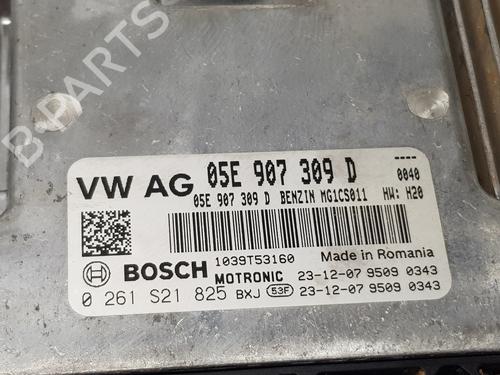 B-PARTS
VW AG 05E 907 309 D ---- 0040
05E 907 309 D BENZIN MG1CS011 HW: H20
1039T53160 Made in Romania
BOSCH MOTRONIC 23-12-07 9509 0343
0 261 S21 825 BXJ 53F 23-12-07 9509 0343